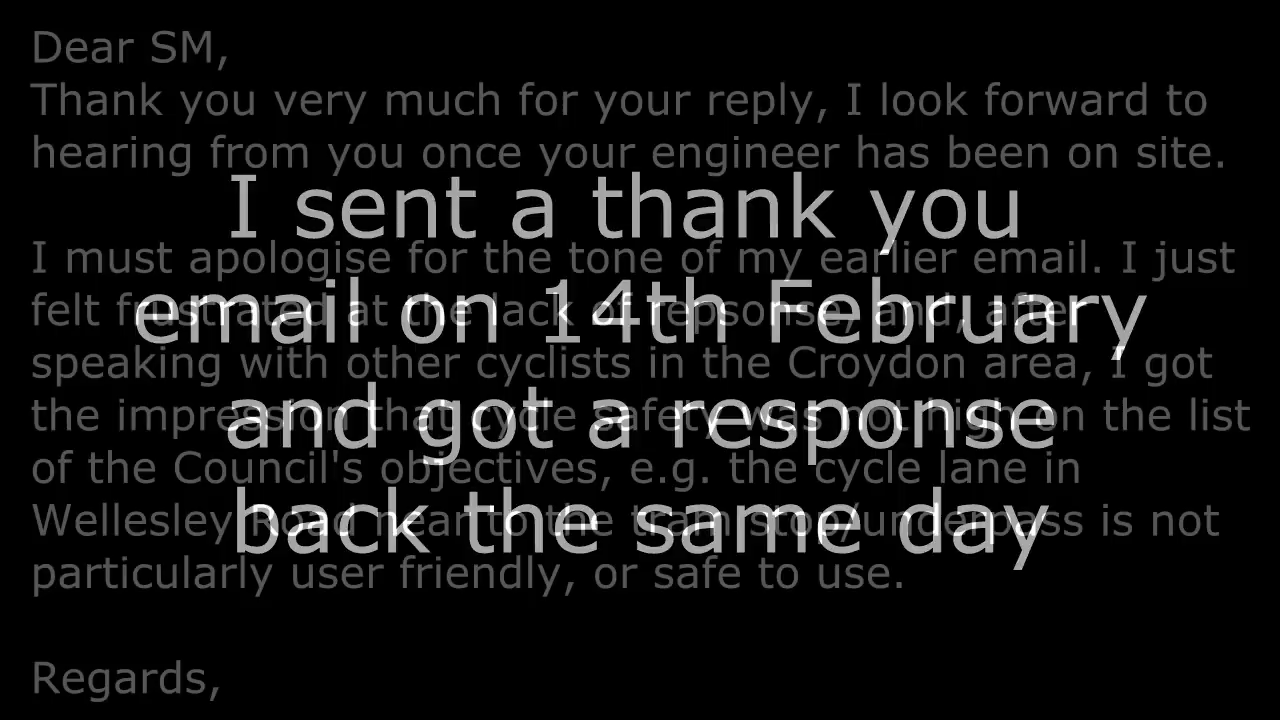 Dear SM,
Thank you very much for your reply, I look forward to
hearing from you once your engineer has been on site.
I must apologise for the tone of my earlier email. I just
felt frustrated at the lack of repsonse, and, after
speaking with other cyclists in the Croydon area, I got
the impression that cycle safety was not high on the list
of the Council's objectives, e.g. the cycle lane in
Wellesley Road near to the tram stop/underpass is not
particularly user friendly, or safe to use.
Regards,
I sent a thank you
email on 14th February
and got a response
back the same day